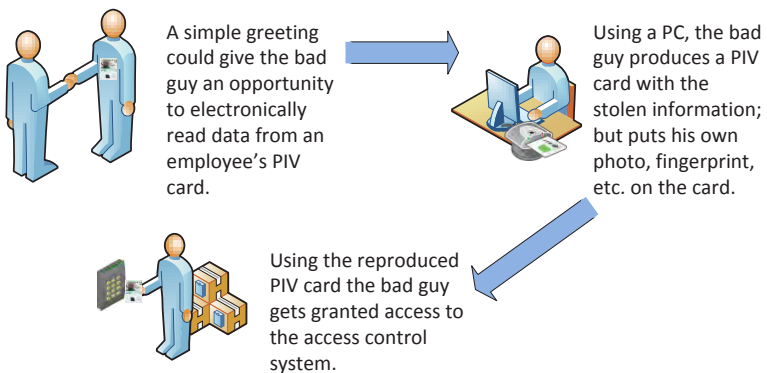 A simple greeting
could give the bad
guy an opportunity
to electronically
read data from an
employee’s PIV
card.
Using a PC, the bad
guy produces a PIV
card with the
stolen information;
but puts his own
photo, fingerprint,
etc. on the card.
Using the reproduced
PIV card the bad guy
gets granted access to
the access control
system.